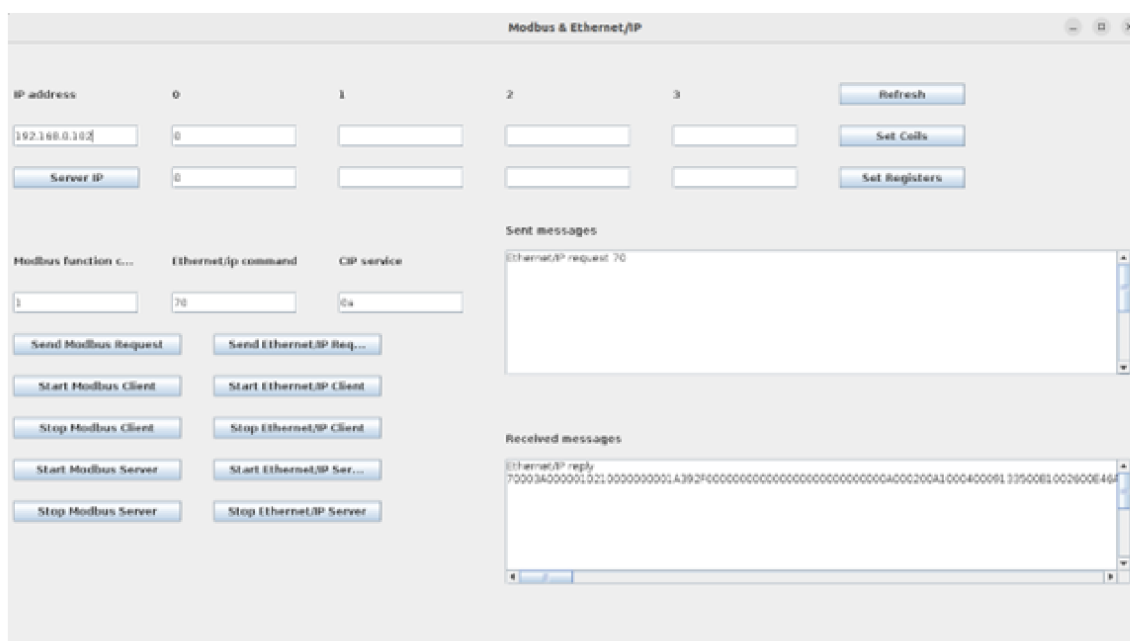 Modbus & Ethernet/IP
IP address 0 1 2 3 Refresh
192.168.0.102 0 Set Coils
Server IP 0 Set Registers
Sent messages
Modbus function c... Ethernet/ip command CIP service
Ethernet/IP request 70
1 70 0a
Send Modbus Request Send Ethernet/IP Req...
Start Modbus Client Start Ethernet/IP Client
Stop Modbus Client Stop Ethernet/IP Client
Received messages
Start Modbus Server Start Ethernet/IP Ser...
Ethernet/IP reply
Stop Modbus Server Stop Ethernet/IP Server